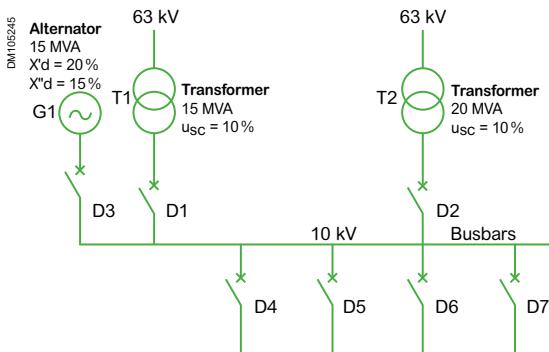 63 kV
63 kV
DM105245
Alternator
15 MVA
X'd = 20 %
X"d = 15 %
G1
T1
Transformer
15 MVA
usc = 10 %
T2
Transformer
20 MVA
usc = 10 %
D3
D1
D2
10 kV
Busbars
D4
D5
D6
D7